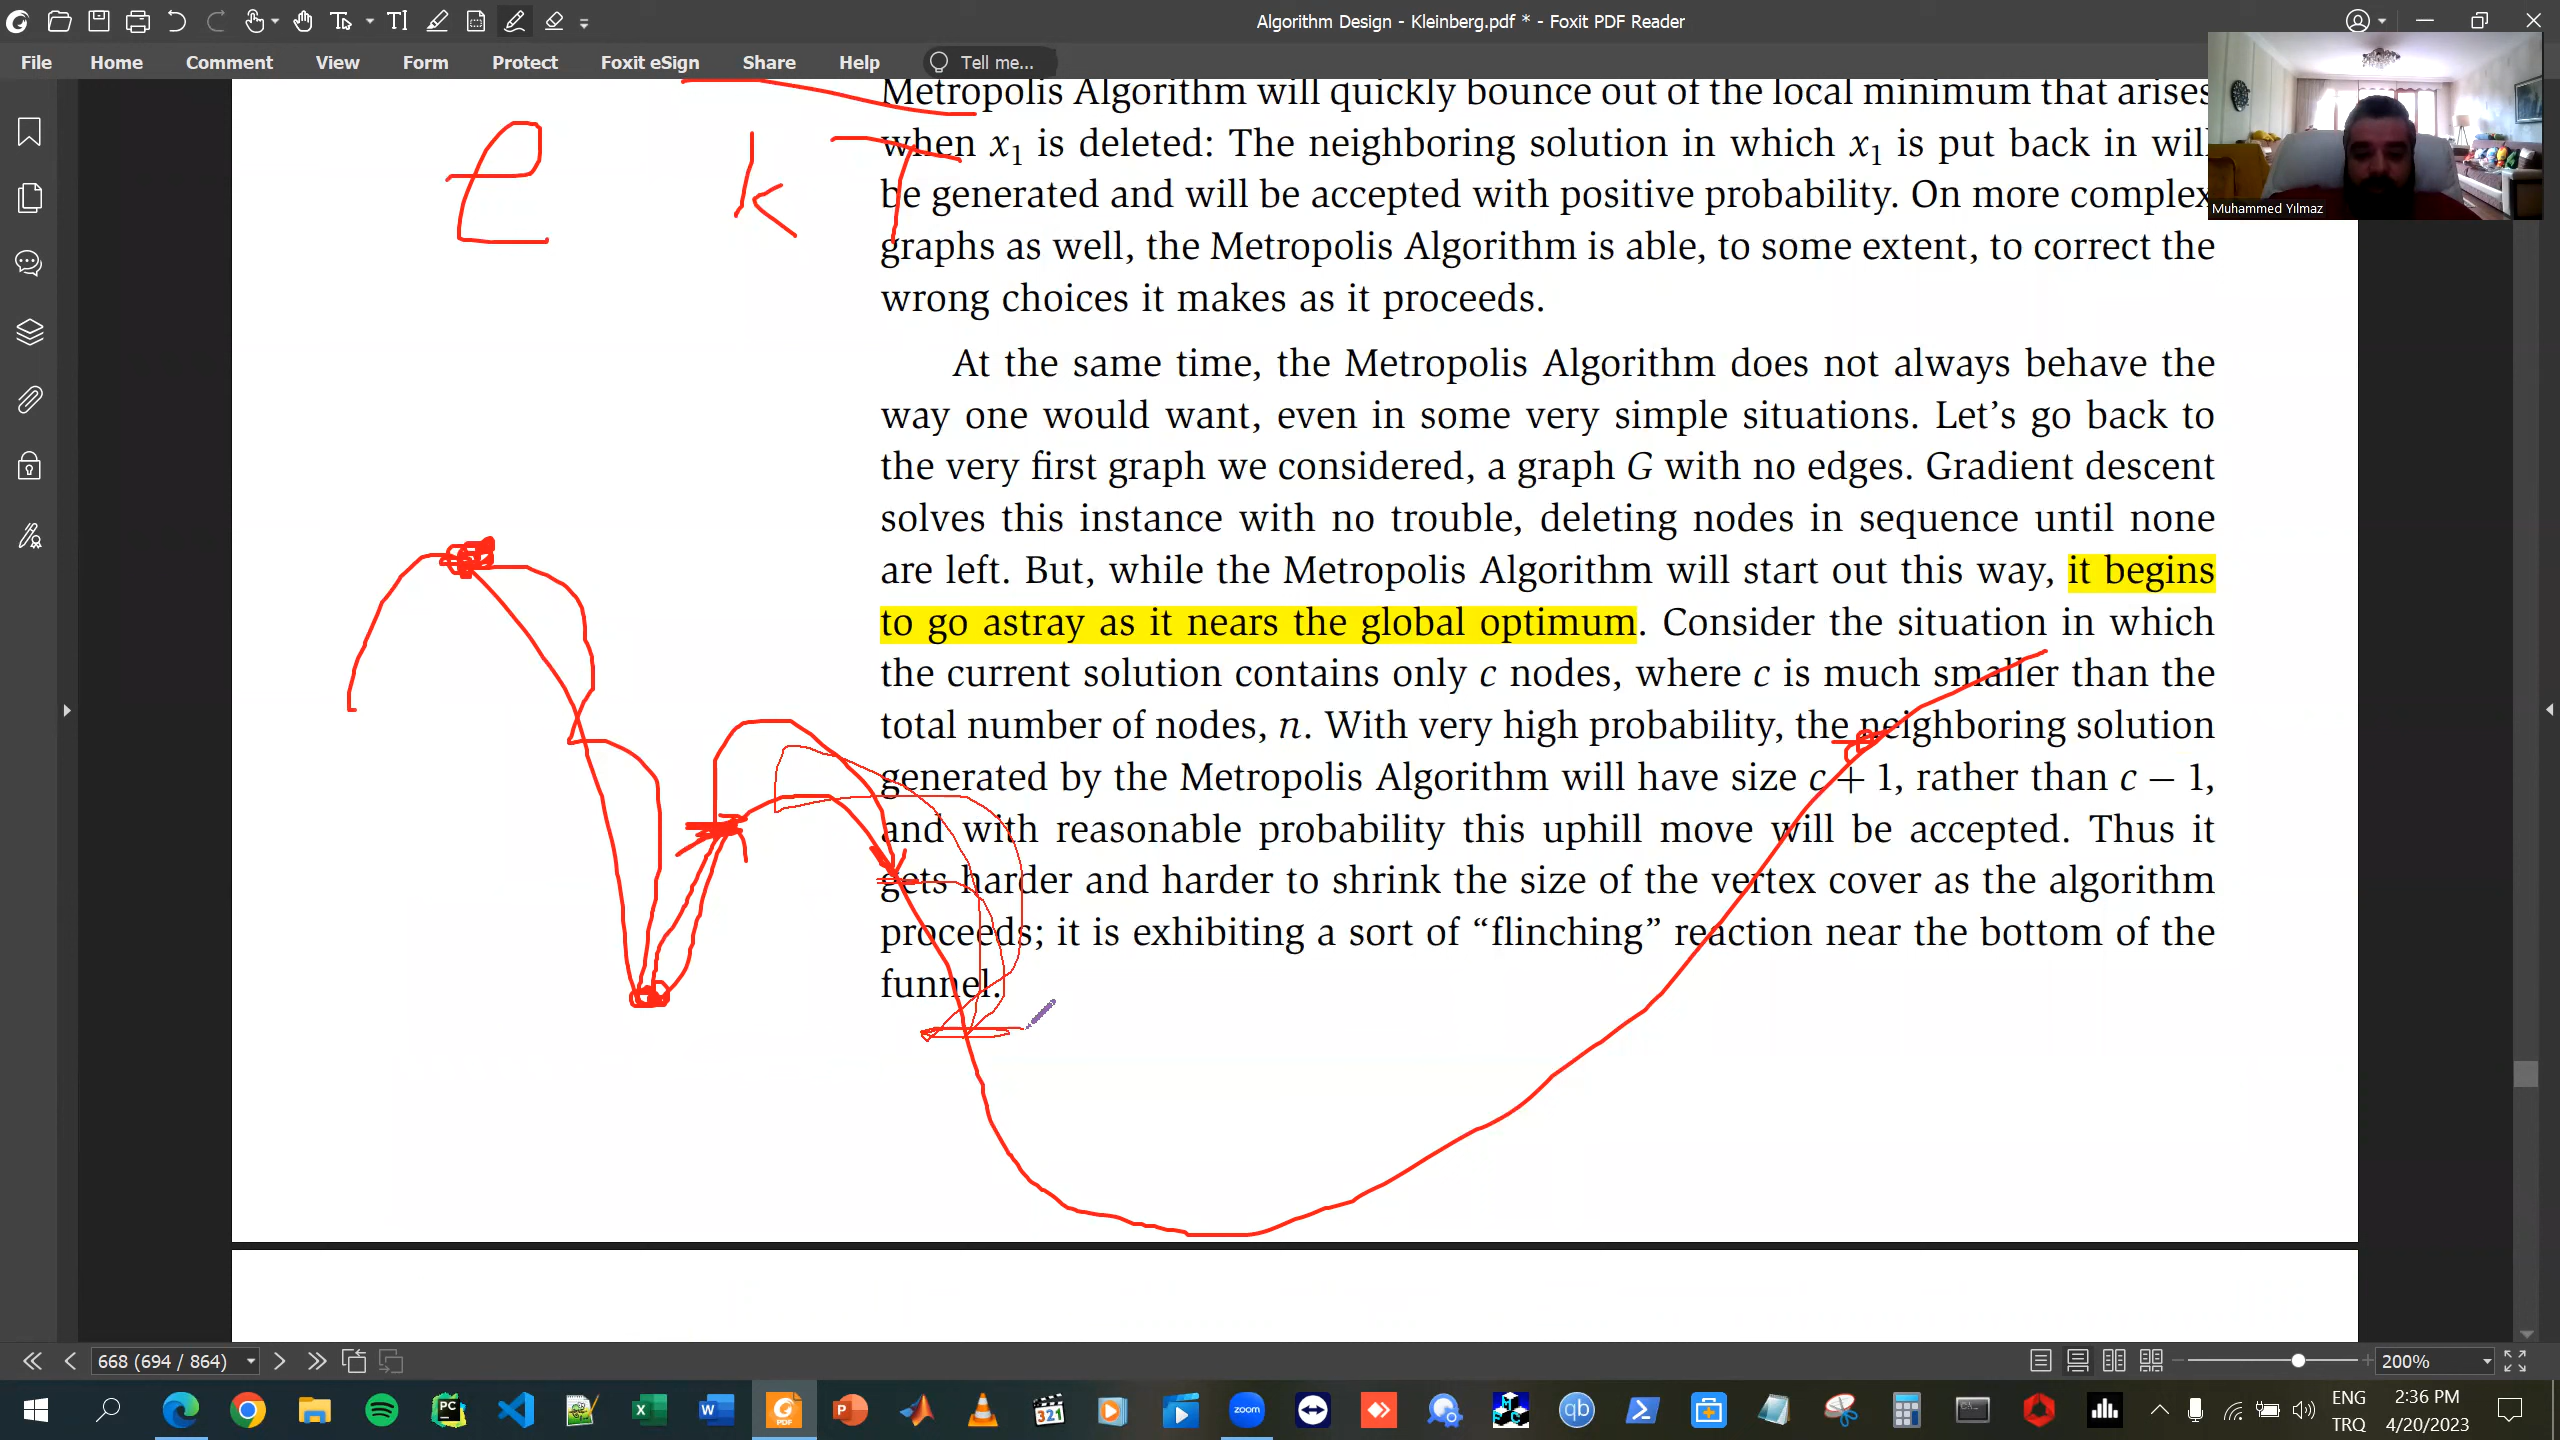 Algorithm Design - Kleinberg.pdf * - Foxit PDF Reader
File Home Comment View Form Protect Foxit eSign Share Help Tell me...
Muhammed Yılmaz
Metropolis Algorithm will quickly bounce out of the local minimum that arises
when x1 is deleted: The neighboring solution in which x1 is put back in will
be generated and will be accepted with positive probability. On more complex
graphs as well, the Metropolis Algorithm is able, to some extent, to correct the
wrong choices it makes as it proceeds.
e kT
At the same time, the Metropolis Algorithm does not always behave the
way one would want, even in some very simple situations. Let’s go back to
the very first graph we considered, a graph G with no edges. Gradient descent
solves this instance with no trouble, deleting nodes in sequence until none
are left. But, while the Metropolis Algorithm will start out this way, it begins
to go astray as it nears the global optimum. Consider the situation in which
the current solution contains only c nodes, where c is much smaller than the
total number of nodes, n. With very high probability, the neighboring solution
generated by the Metropolis Algorithm will have size c + 1, rather than c − 1,
and with reasonable probability this uphill move will be accepted. Thus it
gets harder and harder to shrink the size of the vertex cover as the algorithm
proceeds; it is exhibiting a sort of “flinching” reaction near the bottom of the
funnel.
668 (694 / 864)
200%
PC
X
W
PDF
P
321
zoom
qb
ENG
TRQ
2:36 PM
4/20/2023